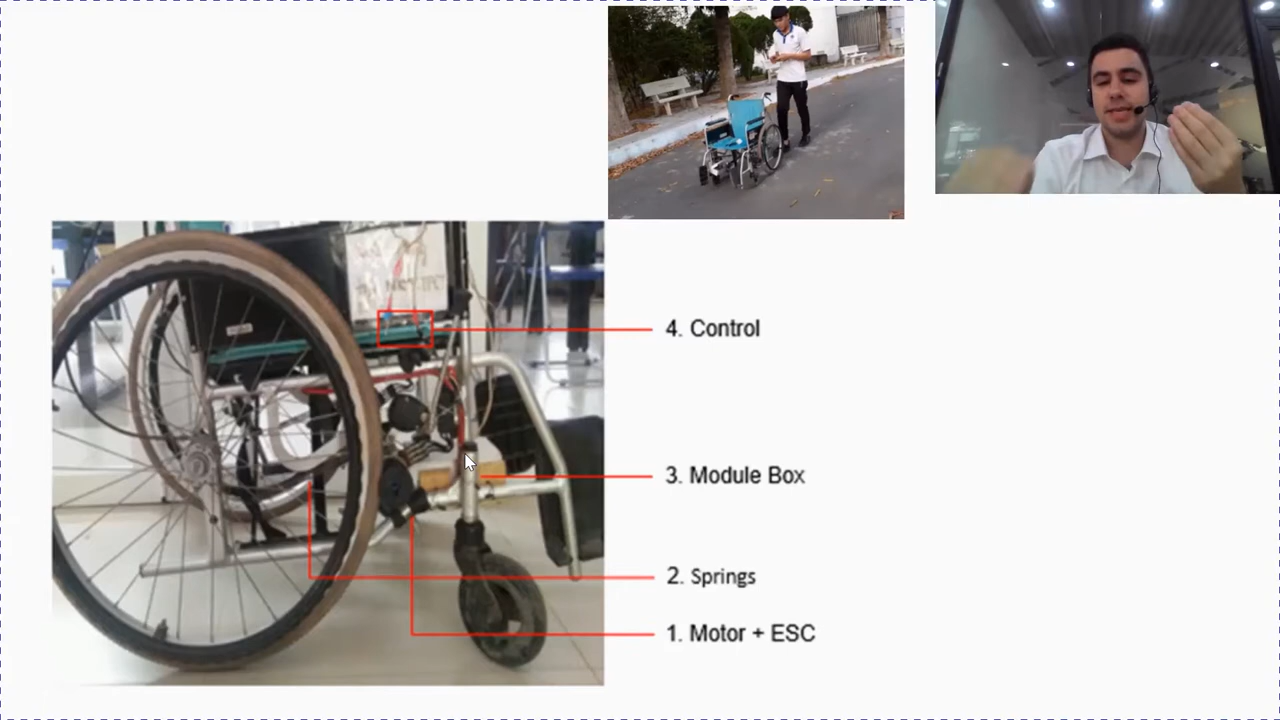 4. Control
3. Module Box
2. Springs
1. Motor + ESC